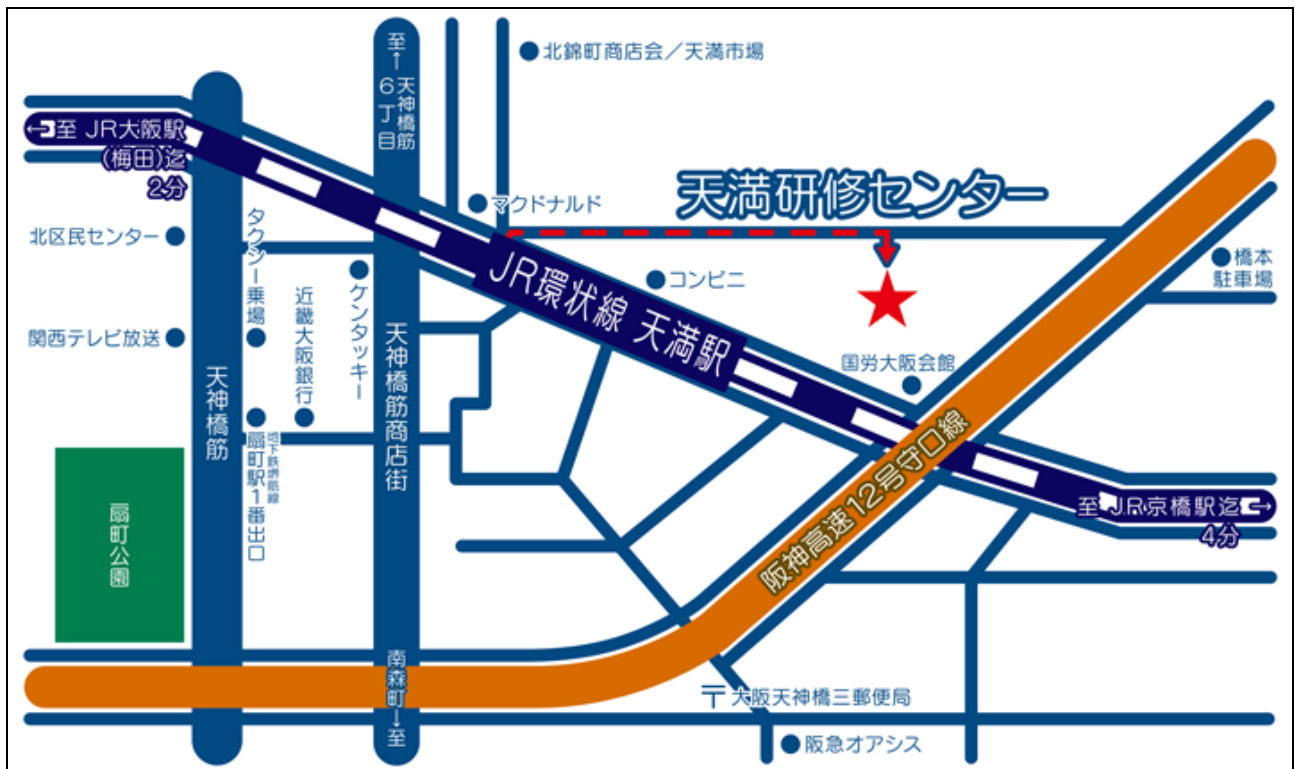 至↑天神橋筋6丁目
北錦町商店会／天満市場
←至 JR大阪駅
(梅田)迄
2分
天満研修センター
マクドナルド
北区民センター
タクシー乗場
JR環状線 天満駅
コンビニ
橋本
駐車場
ケンタッキー
近畿大阪銀行
関西テレビ放送
天神橋筋
天神橋筋商店街
国労大阪会館
地下鉄堺筋線
扇町駅1番出口
扇町公園
阪神高速12号守口線
至 J.R.京橋駅迄→
4分
南森町↓至
〒大阪天神橋三郵便局
阪急オアシス